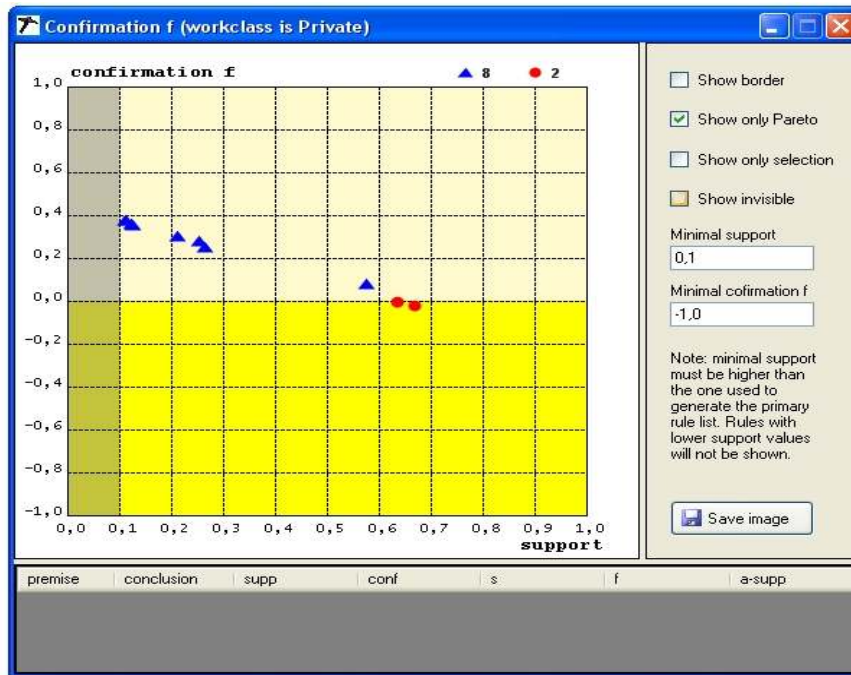 Confirmation f (workclass is Private)
confirmation f
8
2
1,0
0,8
0,6
0,4
0,2
0,0
-0,2
-0,4
-0,6
-0,8
-1,0
0,0 0,1 0,2 0,3 0,4 0,5 0,6 0,7 0,8 0,9 1,0
support
Show border
Show only Pareto
Show only selection
Show invisible
Minimal support
0,1
Minimal cofirmation f
-1,0
Note: minimal support
must be higher than
the one used to
generate the primary
rule list. Rules with
lower support values
will not be shown.
Save image
premise conclusion supp conf s f a-supp